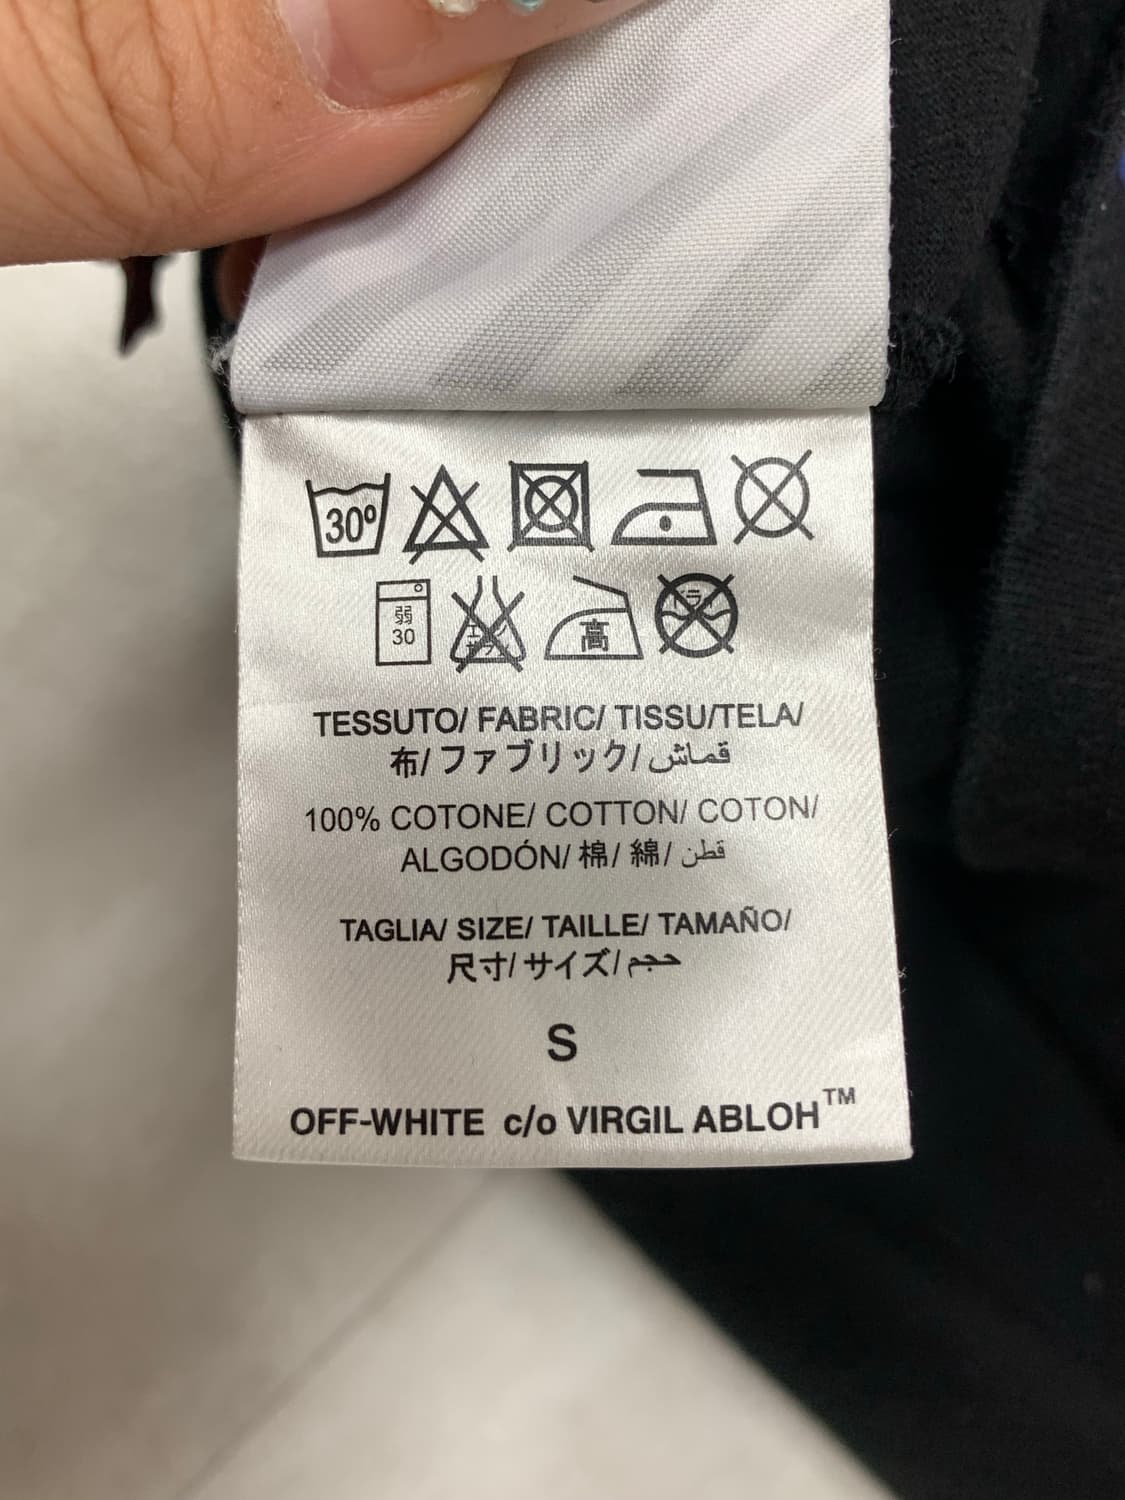 30º
弱
30
高
TESSUTO/ FABRIC/ TISSU/TELA/
布/ファブリック/قماش
100% COTONE/ COTTON/ COTON/
ALGODÓN/ 棉/ 綿/ قطن
TAGLIA/ SIZE/ TAILLE/ TAMAÑO/
尺寸/サイズ/حجم
S
OFF-WHITE c/o VIRGIL ABLOH™